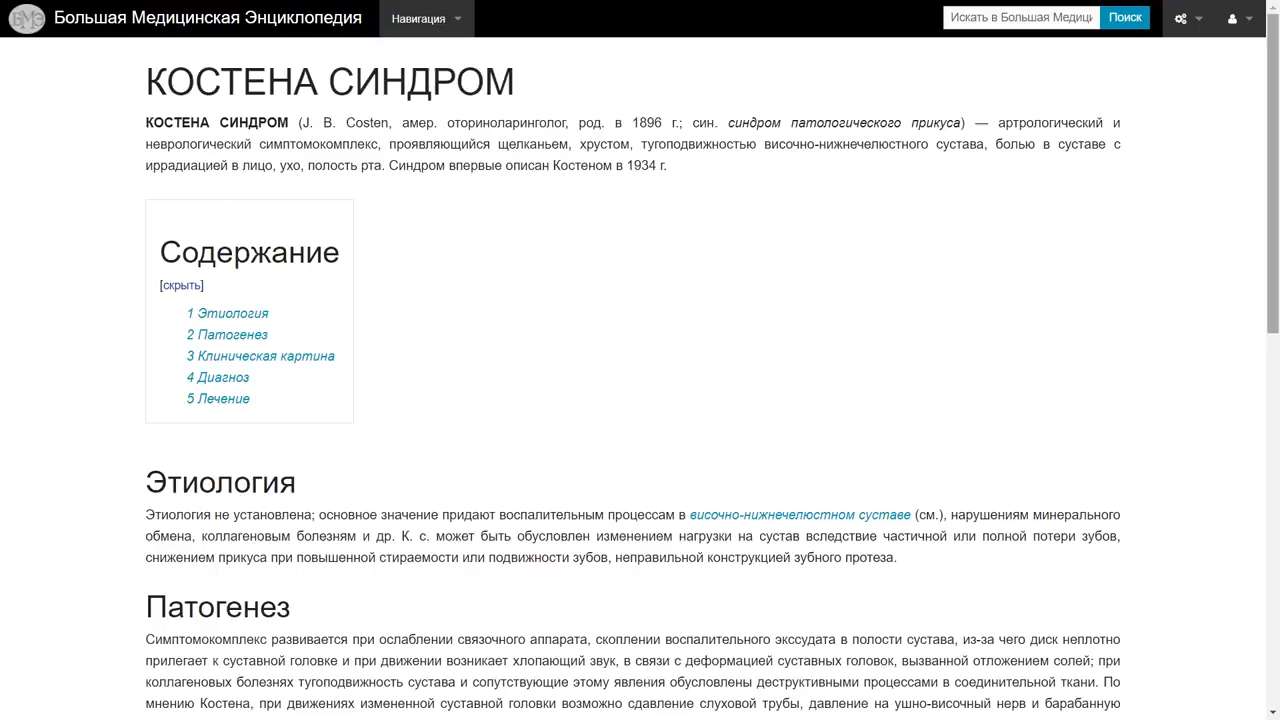 БМЭ
Большая Медицинская Энциклопедия
Навигация
Искать в Большая Медици
Поиск
КОСТЕНА СИНДРОМ
КОСТЕНА СИНДРОМ (J. B. Costen, амер. оториноларинголог, род. в 1896 г.; син. синдром патологического прикуса) — артрологический и
неврологический симптомокомплекс, проявляющийся щелканьем, хрустом, тугоподвижностью височно-нижнечелюстного сустава, болью в суставе с
иррадиацией в лицо, ухо, полость рта. Синдром впервые описан Костеном в 1934 г.
Содержание
[скрыть]
1 Этиология
2 Патогенез
3 Клиническая картина
4 Диагноз
5 Лечение
Этиология
Этиология не установлена; основное значение придают воспалительным процессам в височно-нижнечелюстном суставе (см.), нарушениям минерального
обмена, коллагеновым болезням и др. К. с. может быть обусловлен изменением нагрузки на сустав вследствие частичной или полной потери зубов,
снижением прикуса при повышенной стираемости или подвижности зубов, неправильной конструкцией зубного протеза.
Патогенез
Симптомокомплекс развивается при ослаблении связочного аппарата, скоплении воспалительного экссудата в полости сустава, из-за чего диск неплотно
прилегает к суставной головке и при движении возникает хлопающий звук, в связи с деформацией суставных головок, вызванной отложением солей; при
коллагеновых болезнях тугоподвижность сустава и сопутствующие этому явления обусловлены деструктивными процессами в соединительной ткани. По
мнению Костена, при движениях измененной суставной головки возможно сдавление слуховой трубы, давление на ушно-височный нерв и барабанную